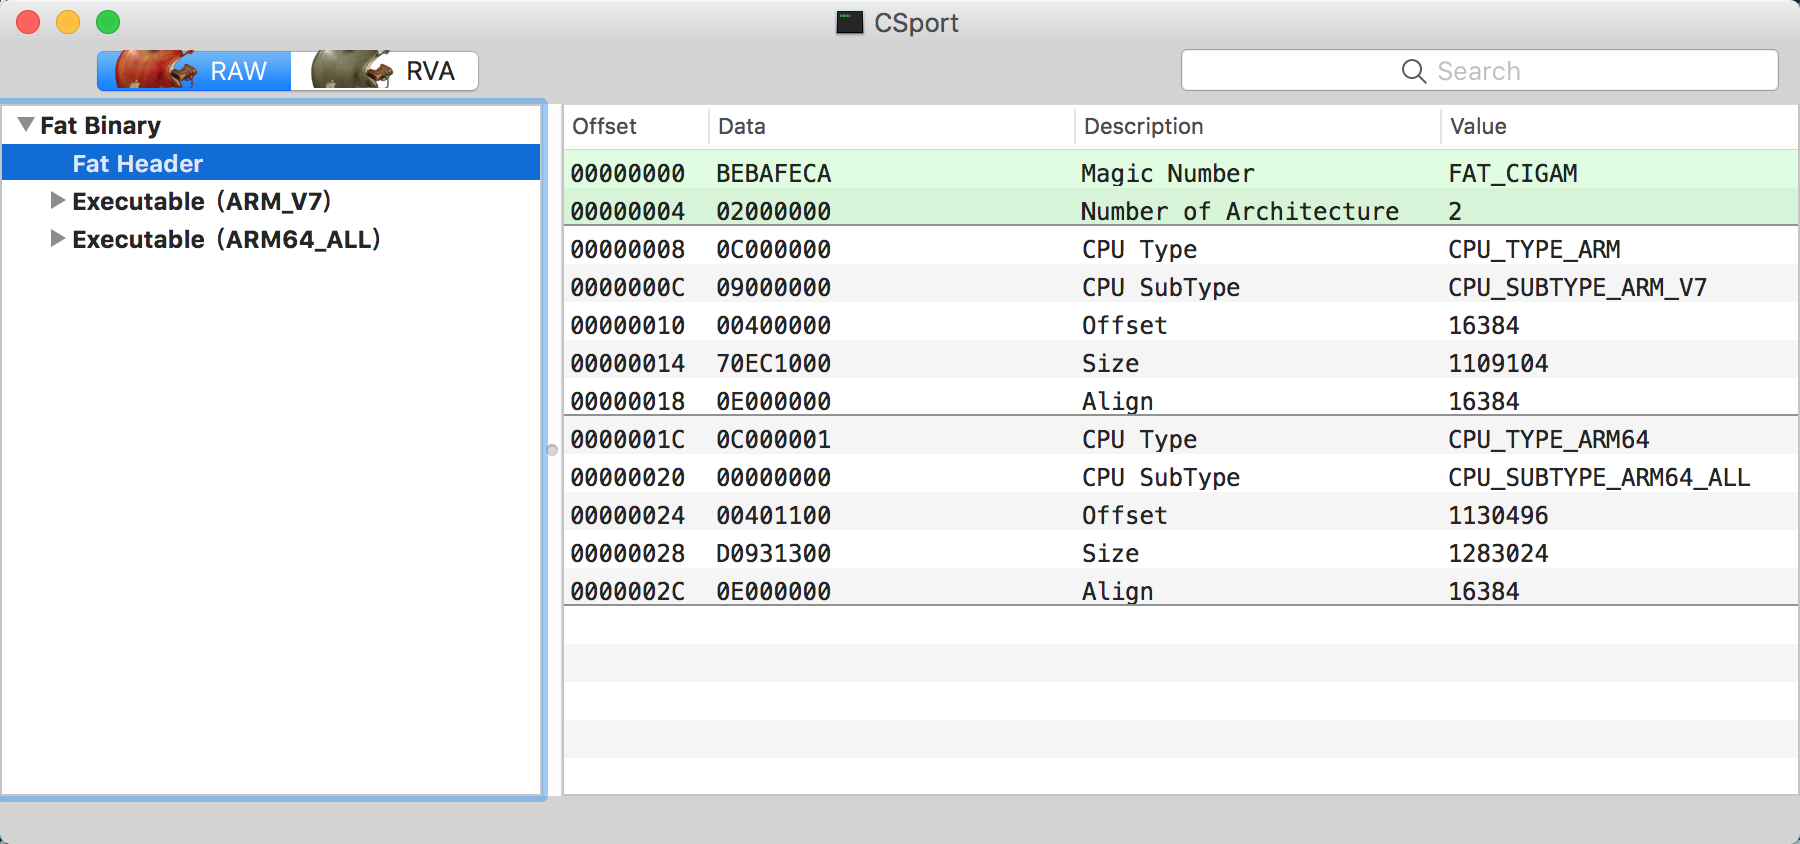 CSport
RAW RVA Search
Fat Binary
Fat Header
Executable (ARM_V7)
Executable (ARM64_ALL)
Offset Data Description Value
00000000 BEBAFECA Magic Number FAT_CIGAM
00000004 02000000 Number of Architecture 2
00000008 0C000000 CPU Type CPU_TYPE_ARM
0000000C 09000000 CPU SubType CPU_SUBTYPE_ARM_V7
00000010 00400000 Offset 16384
00000014 70EC1000 Size 1109104
00000018 0E000000 Align 16384
0000001C 0C000001 CPU Type CPU_TYPE_ARM64
00000020 00000000 CPU SubType CPU_SUBTYPE_ARM64_ALL
00000024 00401100 Offset 1130496
00000028 D0931300 Size 1283024
0000002C 0E000000 Align 16384